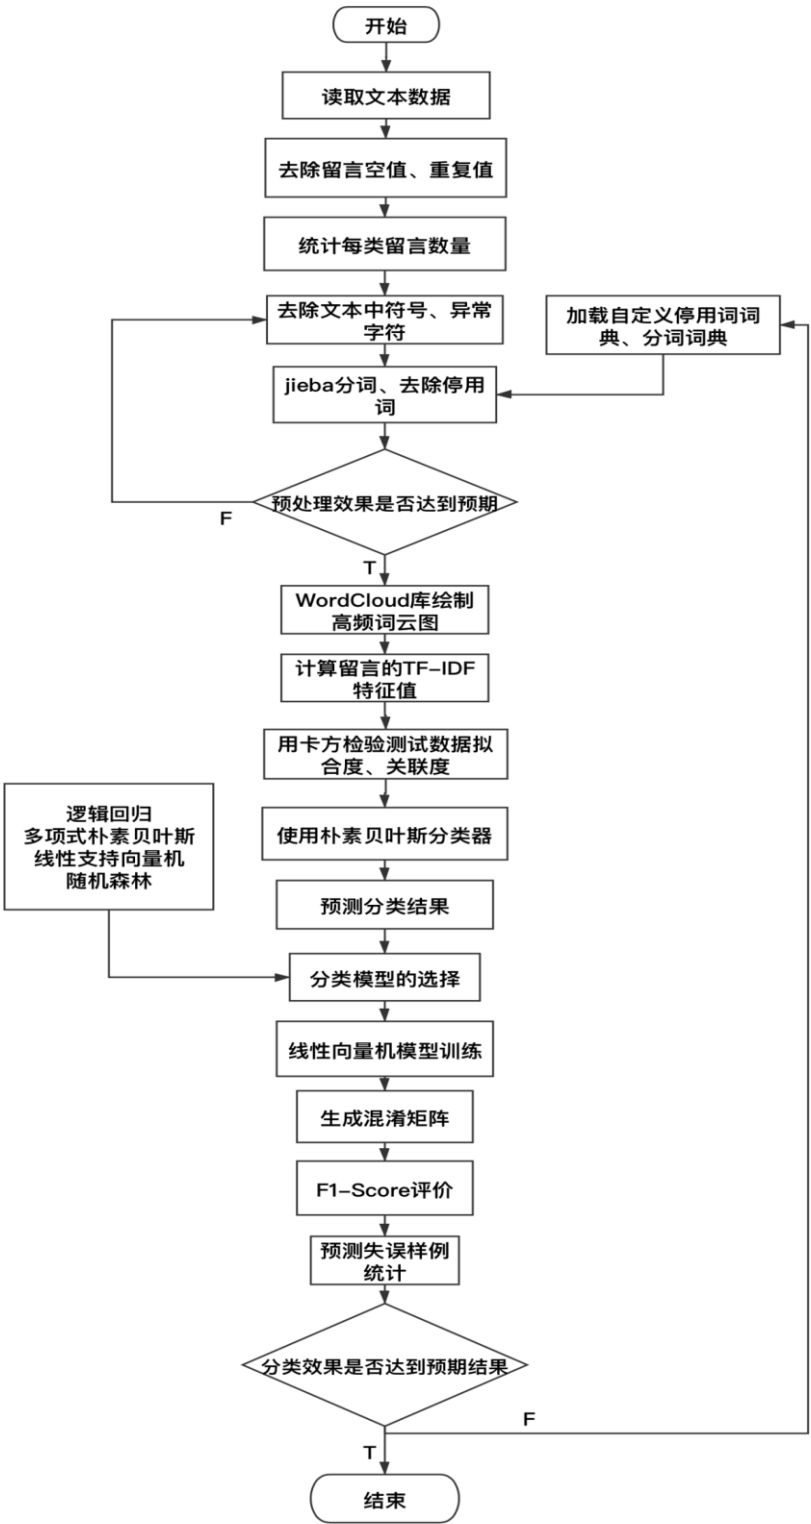 开始
读取文本数据
去除留言空值、重复值
统计每类留言数量
去除文本中符号、异常
字符
加载自定义停用词词
典、分词词典
jieba分词、去除停用
词
预处理效果是否达到预期
F
T
WordCloud库绘制
高频词云图
计算留言的TF-IDF
特征值
用卡方检验测试数据拟
合度、关联度
逻辑回归
多项式朴素贝叶斯
线性支持向量机
随机森林
使用朴素贝叶斯分类器
预测分类结果
分类模型的选择
线性向量机模型训练
生成混淆矩阵
F1-Score评价
预测失误样例
统计
分类效果是否达到预期结果
F
T
结束